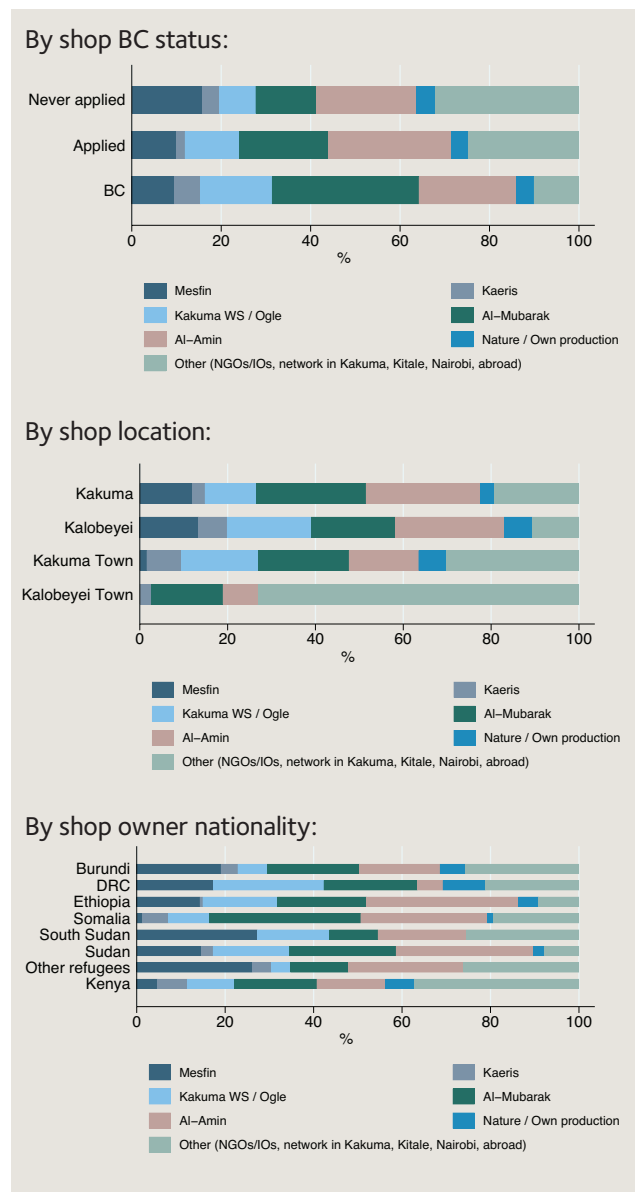 By shop BC status:
Never applied
Applied
BC
0 20 40 60 80 100
%
Mesfin Kaeris
Kakuma WS / Ogle Al–Mubarak
Al–Amin Nature / Own production
Other (NGOs/IOs, network in Kakuma, Kitale, Nairobi, abroad)
By shop location:
Kakuma
Kalobeyei
Kakuma Town
Kalobeyei Town
0 20 40 60 80 100
%
Mesfin Kaeris
Kakuma WS / Ogle Al–Mubarak
Al–Amin Nature / Own production
Other (NGOs/IOs, network in Kakuma, Kitale, Nairobi, abroad)
By shop owner nationality:
Burundi
DRC
Ethiopia
Somalia
South Sudan
Sudan
Other refugees
Kenya
0 20 40 60 80 100
%
Mesfin Kaeris
Kakuma WS / Ogle Al–Mubarak
Al–Amin Nature / Own production
Other (NGOs/IOs, network in Kakuma, Kitale, Nairobi, abroad)